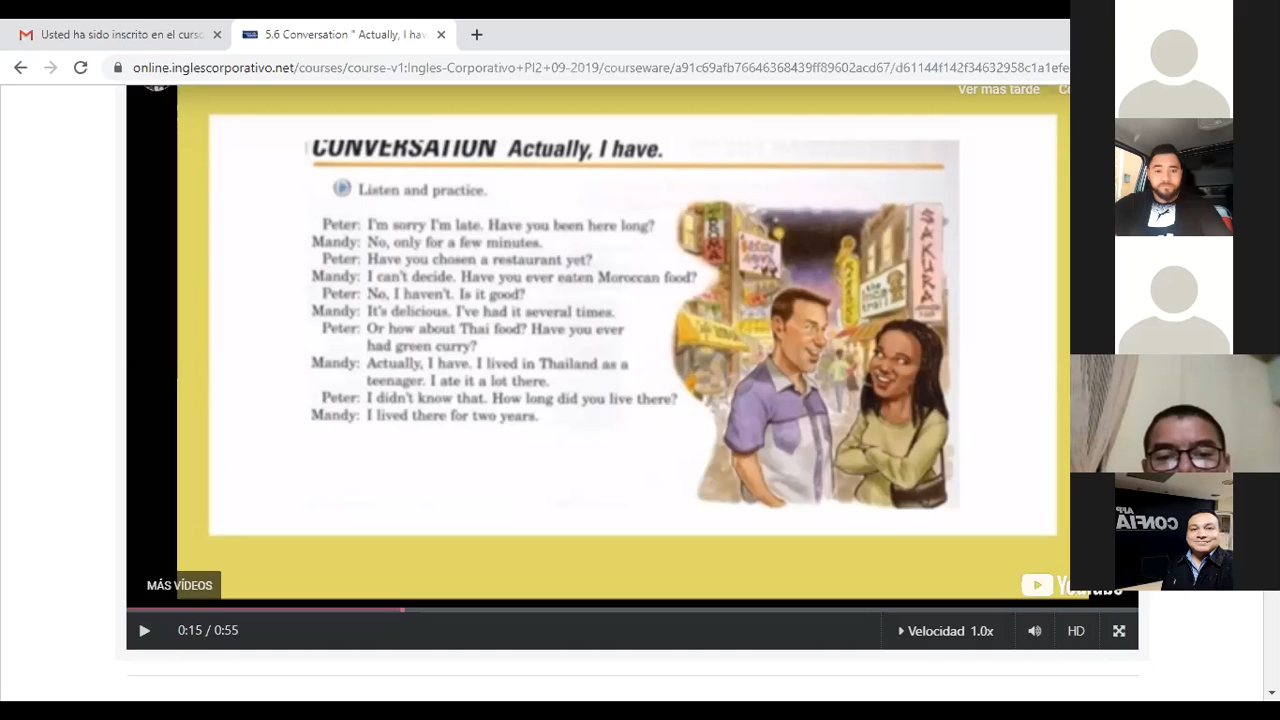 Usted ha sido inscrito en el curso
5.6 Conversation " Actually, I hav
online.inglescorporativo.net/courses/course-v1:Ingles-Corporativo+PI2+09-2019/courseware/a91c69afb76646368439ff89602acd67/d61144f142f34632958c1a1efe
Ver más tarde
CONVERSATION Actually, I have.
Listen and practice.
Peter: I'm sorry I'm late. Have you been here long?
Mandy: No, only for a few minutes.
Peter: Have you chosen a restaurant yet?
Mandy: I can't decide. Have you ever eaten Moroccan food?
Peter: No, I haven't. Is it good?
Mandy: It's delicious. I've had it several times.
Peter: Or how about Thai food? Have you ever
had green curry?
Mandy: Actually, I have. I lived in Thailand as a
teenager. I ate it a lot there.
Peter: I didn't know that. How long did you live there?
Mandy: I lived there for two years.
SAKURA
AFP
CONFIA
MÁS VÍDEOS
YouTube
0:15 / 0:55
Velocidad 1.0x
HD